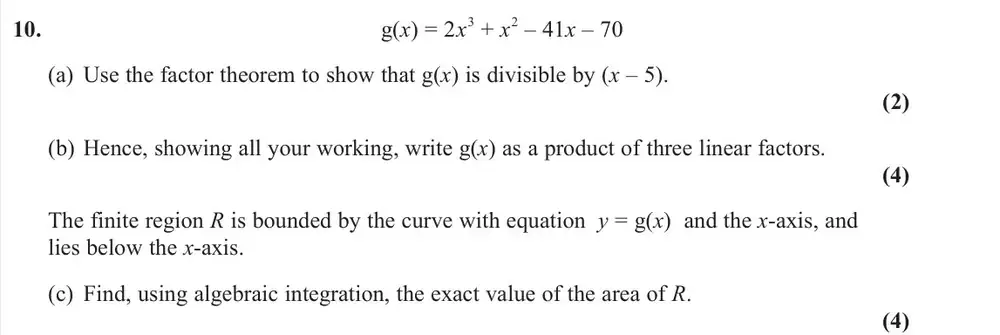 10. g(x) = 2x³ + x² – 41x – 70
(a) Use the factor theorem to show that g(x) is divisible by (x – 5).
(2)
(b) Hence, showing all your working, write g(x) as a product of three linear factors.
(4)
The finite region R is bounded by the curve with equation y = g(x) and the x-axis, and
lies below the x-axis.
(c) Find, using algebraic integration, the exact value of the area of R.
(4)